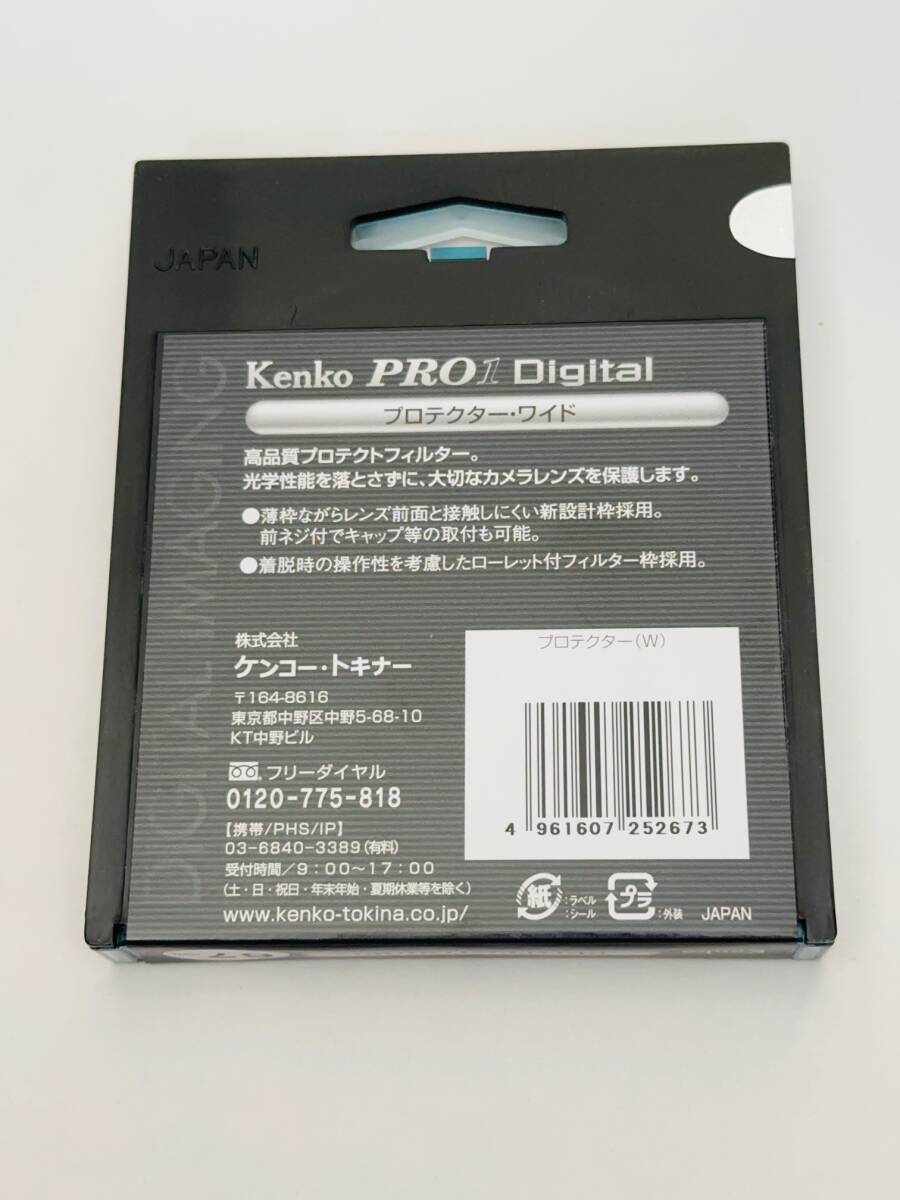 JAPAN
DIGITAL IMAGING
Kenko PRO1 Digital
プロテクター・ワイド
高品質プロテクトフィルター。
光学性能を落とさずに、大切なカメラレンズを保護します。
●薄枠ながらレンズ前面と接触しにくい新設計枠採用。
前ネジ付でキャップ等の取付も可能。
●着脱時の操作性を考慮したローレット付フィルター枠採用。
株式会社
ケンコー・トキナー
〒164-8616
東京都中野区中野5-68-10
KT中野ビル
フリーダイヤル
0120-775-818
【携帯/PHS/IP】
03-6840-3389(有料)
受付時間/9:00〜17:00
(土・日・祝日・年末年始・夏期休業等を除く)
www.kenko-tokina.co.jp/
プロテクター(W)
4 961607 252673
紙 :ラベル
:シール
プラ :外装
JAPAN